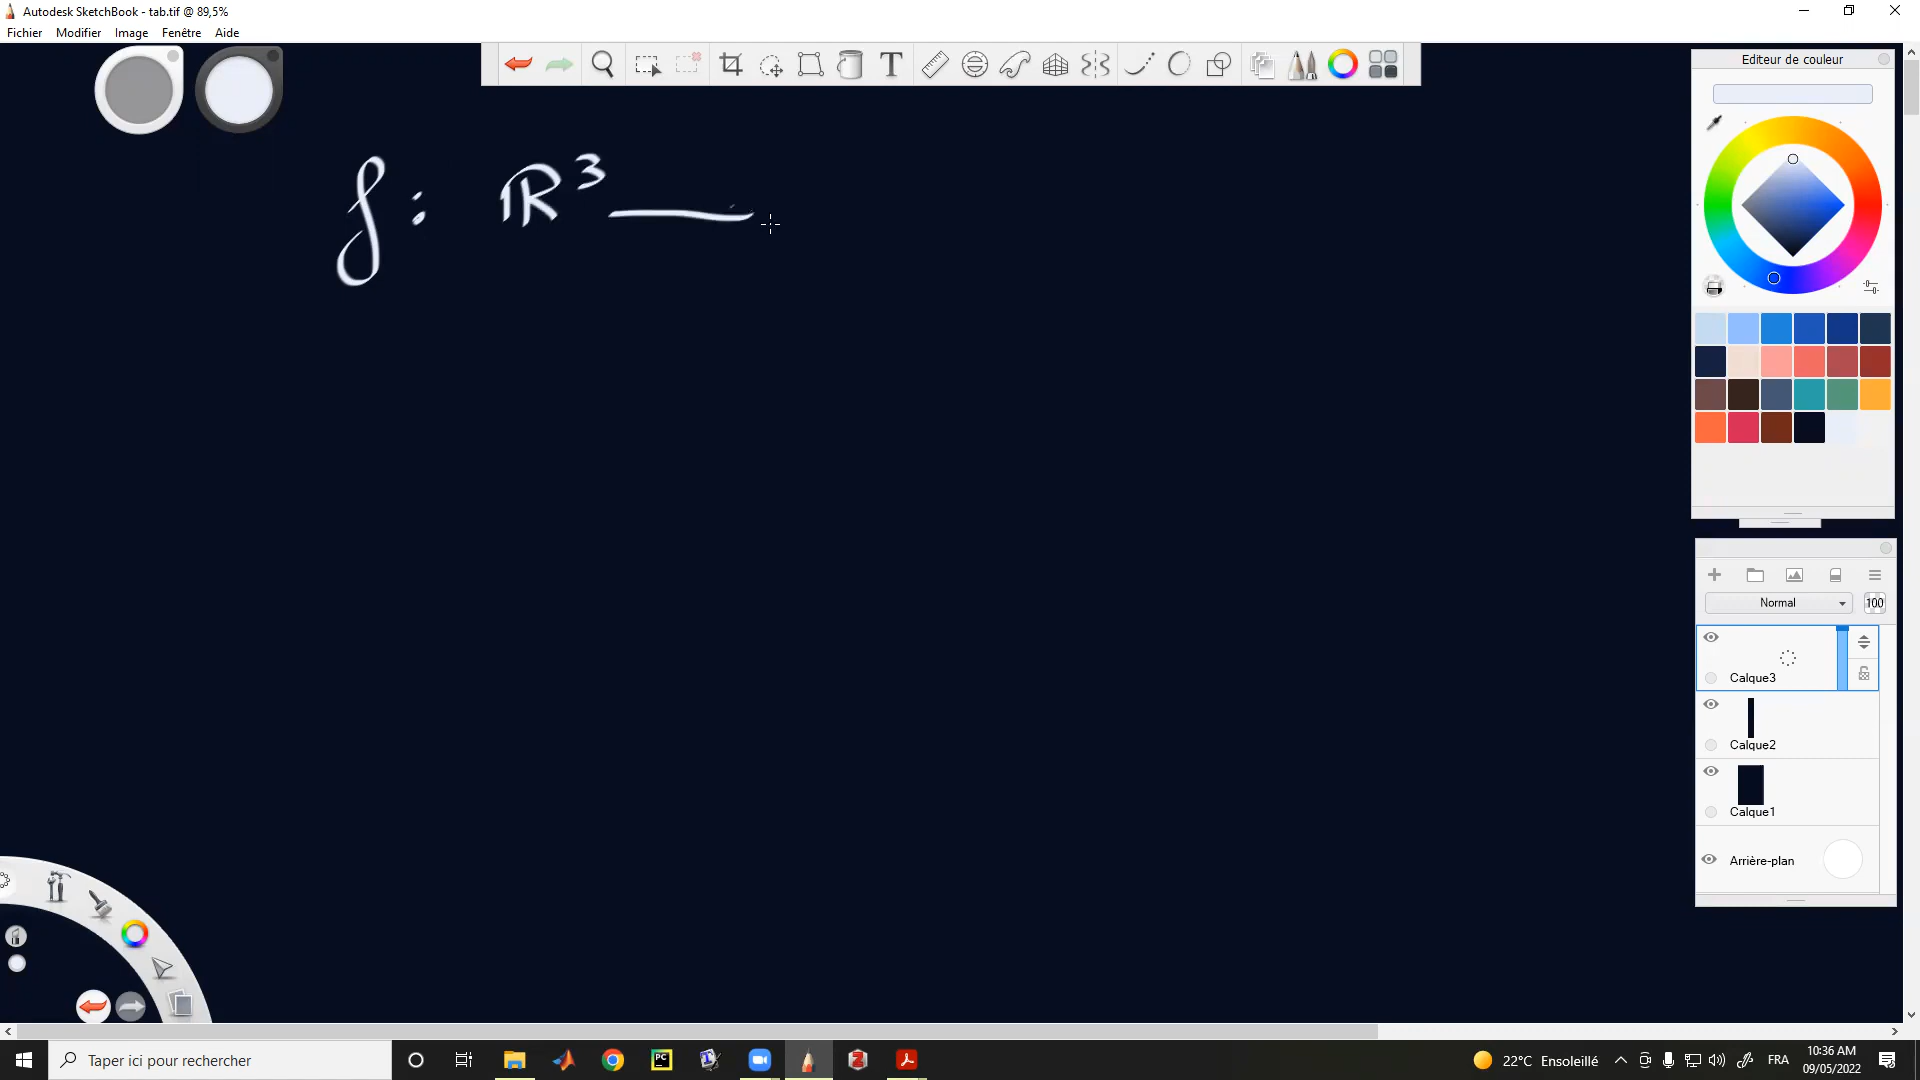 Autodesk SketchBook - tab.tif @ 89,5%
Fichier Modifier Image Fenêtre Aide
T
Editeur de couleur
f : ℝ³ —
Normal 100
Calque3
Calque2
Calque1
Arrière-plan
Taper ici pour rechercher
PC
Z
22°C Ensoleillé
FRA
10:36 AM
09/05/2022